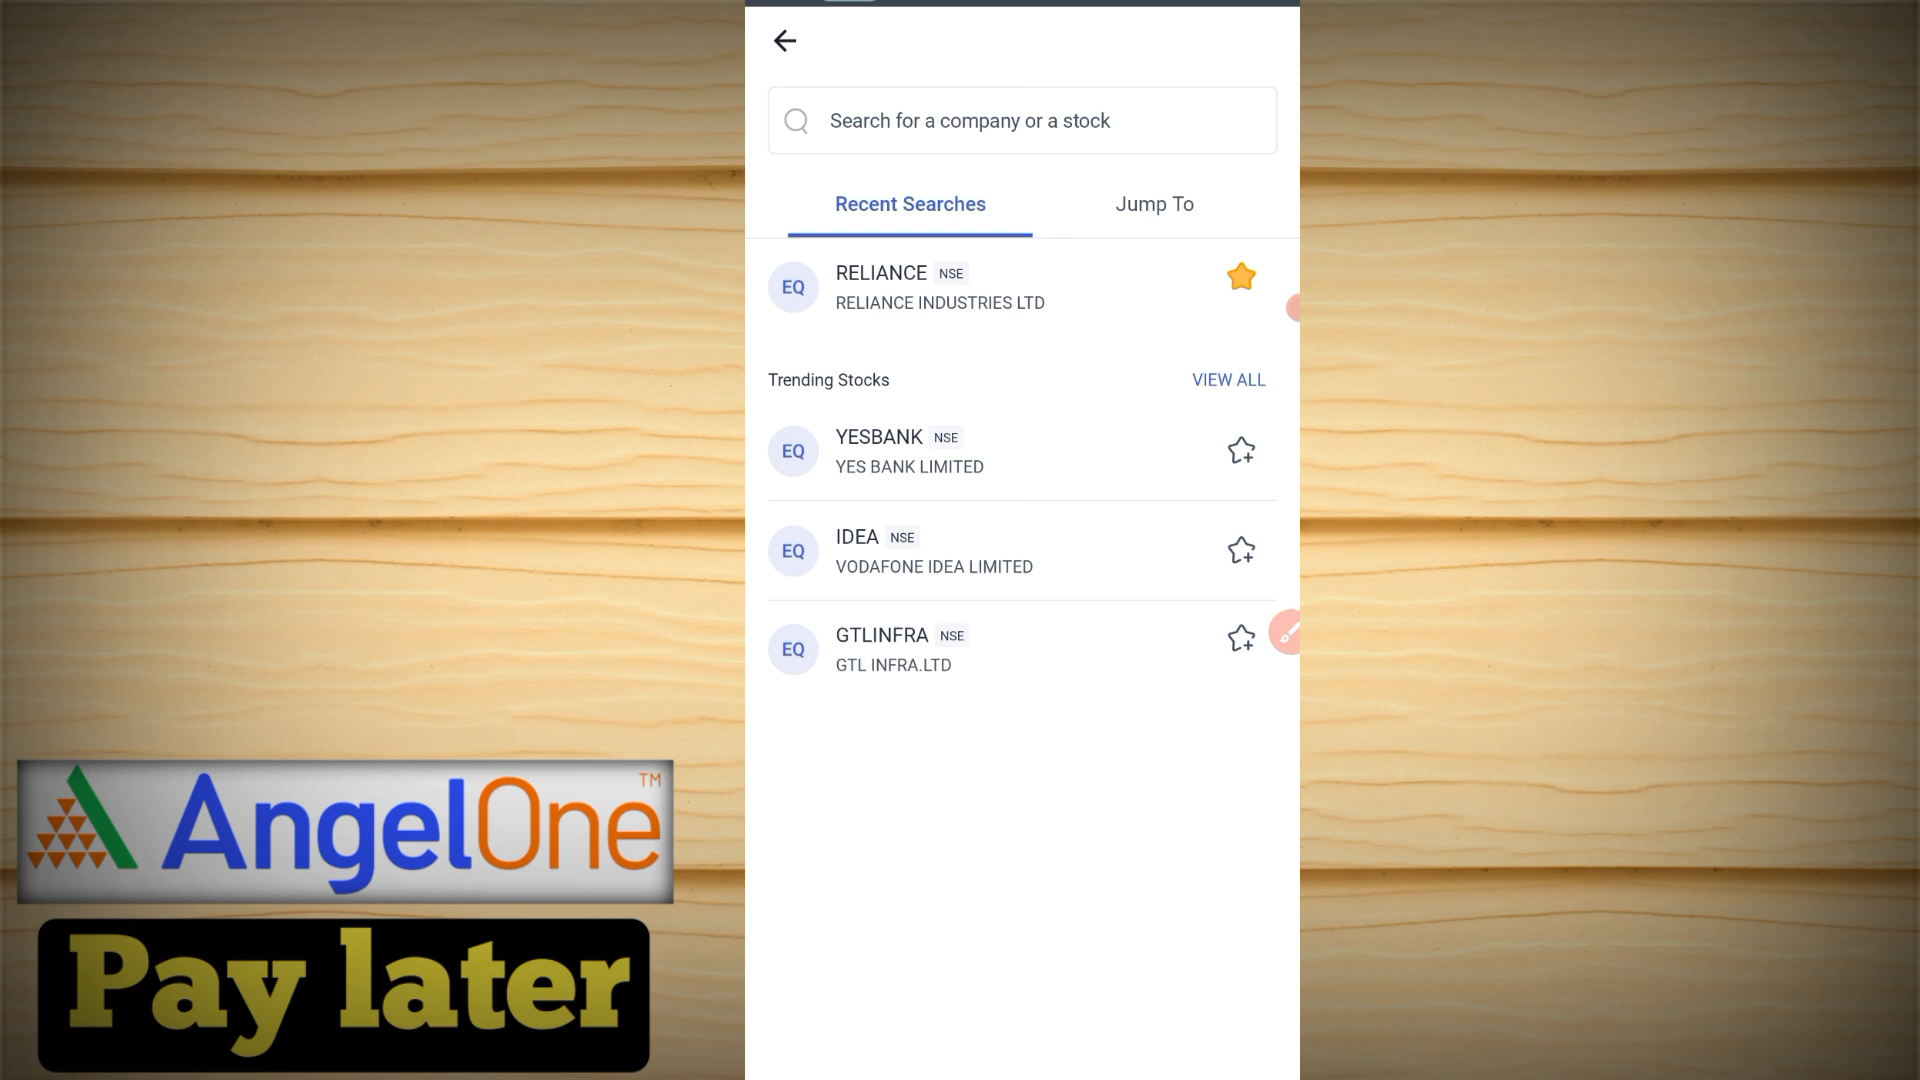 Search for a company or a stock
Recent Searches
Jump To
EQ
RELIANCE NSE
RELIANCE INDUSTRIES LTD
Trending Stocks
VIEW ALL
EQ
YESBANK NSE
YES BANK LIMITED
EQ
IDEA NSE
VODAFONE IDEA LIMITED
EQ
GTLINFRA NSE
GTL INFRA.LTD
AngelOne TM
Pay later